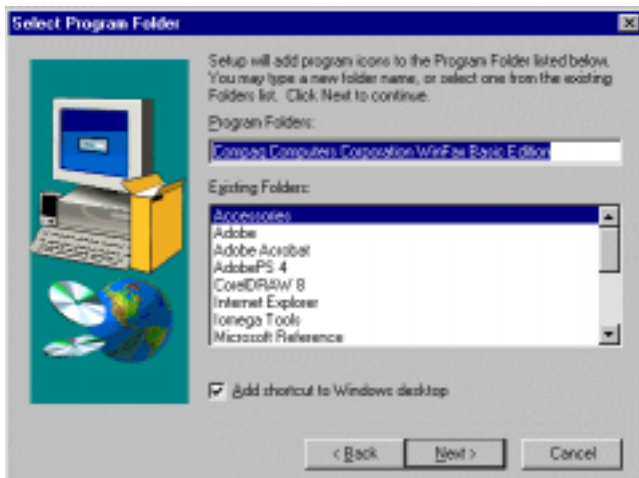 Select Program Folder
Setup will add program icons to the Program Folder listed below.
You may type a new folder name, or select one from the existing
Folders list. Click Next to continue.
Program Folders:
Compaq Computers Corporation WinFax Basic Edition
Existing Folders:
Accessories
Adobe
Adobe Acrobat
AdobePS 4
CorelDRAW 8
Internet Explorer
Iomega Tools
Microsoft Reference
Add shortcut to Windows desktop
< Back
Next >
Cancel